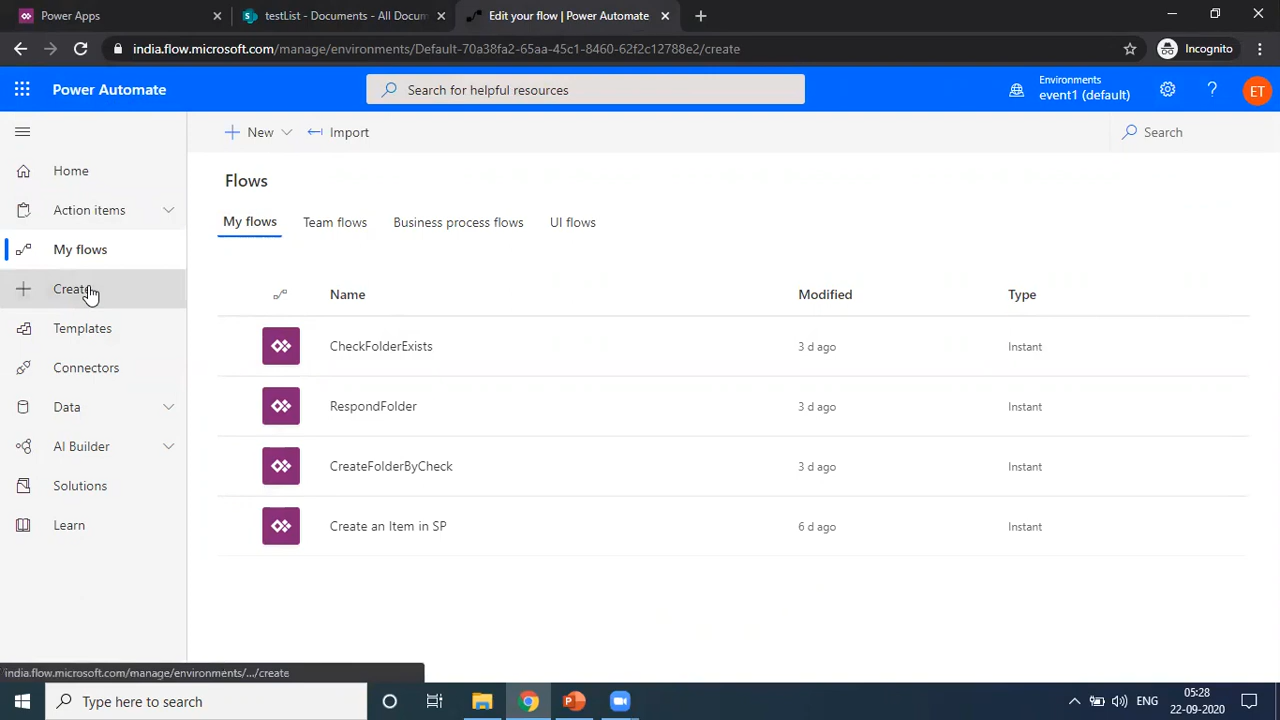 Power Apps
testList - Documents - All Docum
Edit your flow | Power Automate
india.flow.microsoft.com/manage/environments/Default-70a38fa2-65aa-45c1-8460-62f2c12788e2/create
Incognito
Power Automate
Search for helpful resources
Environments
event1 (default)
ET
New
Import
Search
Home
Action items
My flows
Create
Templates
Connectors
Data
AI Builder
Solutions
Learn
Flows
My flows
Team flows
Business process flows
UI flows
Name
Modified
Type
CheckFolderExists
3 d ago
Instant
RespondFolder
3 d ago
Instant
CreateFolderByCheck
3 d ago
Instant
Create an Item in SP
6 d ago
Instant
india.flow.microsoft.com/manage/environments/.../create
Type here to search
ENG
05:28
22-09-2020